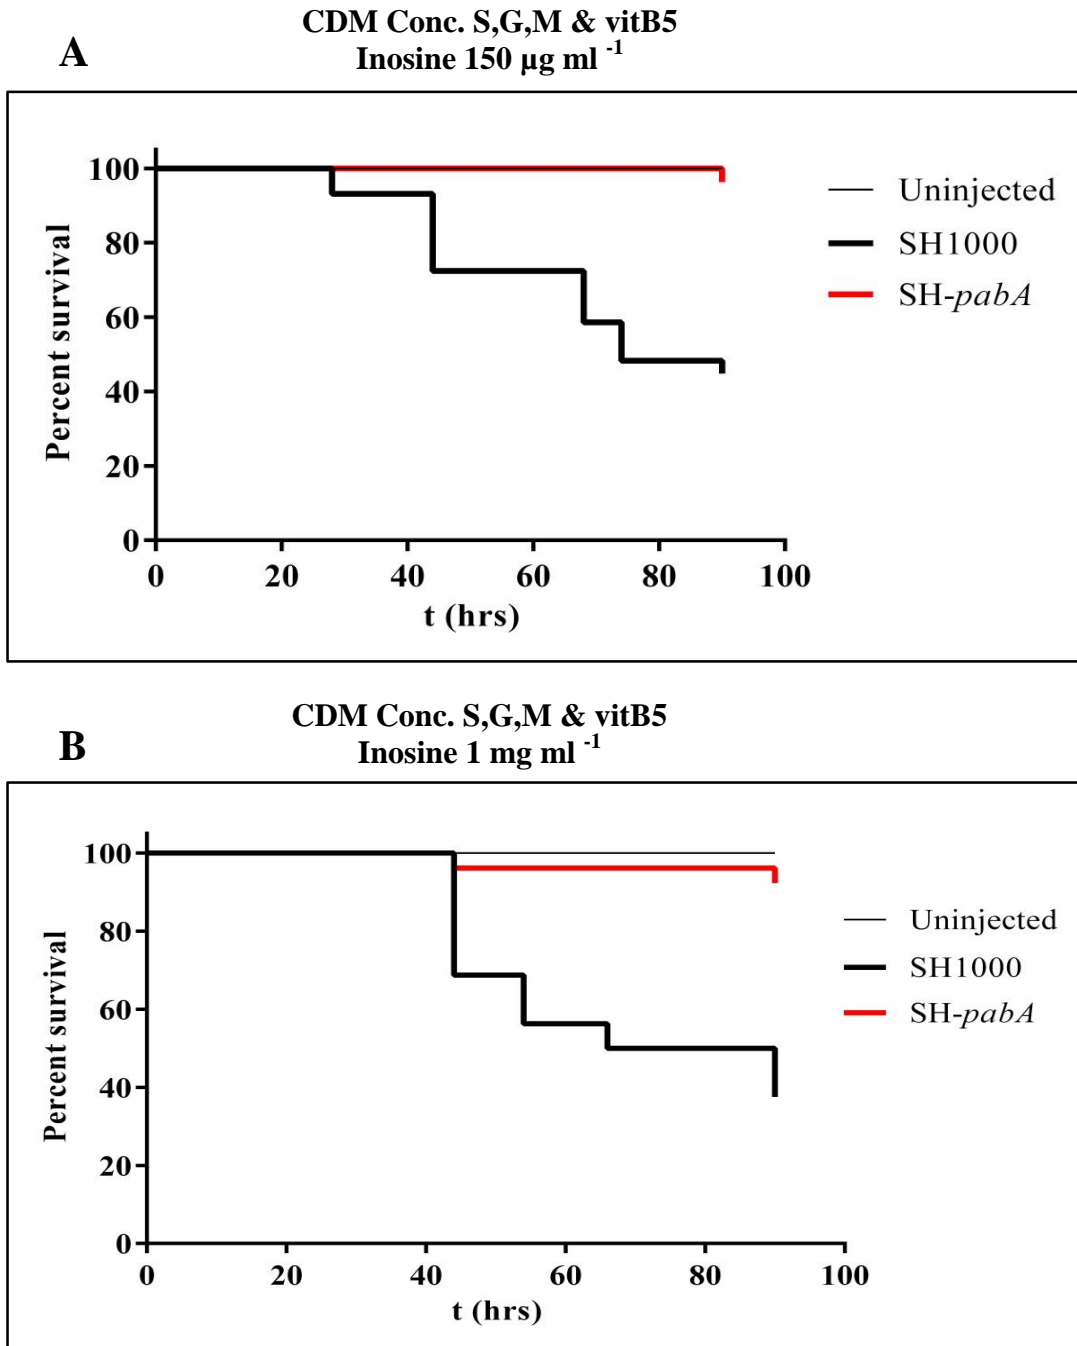 CDM Conc. S,G,M & vitB5
A
Inosine 150 µg ml -1
100
80
60
40
20
0
Percent survival
0 20 40 60 80 100
t (hrs)
Uninjected
SH1000
SH-pabA
CDM Conc. S,G,M & vitB5
B
Inosine 1 mg ml -1
100
80
60
40
20
0
Percent survival
0 20 40 60 80 100
t (hrs)
Uninjected
SH1000
SH-pabA